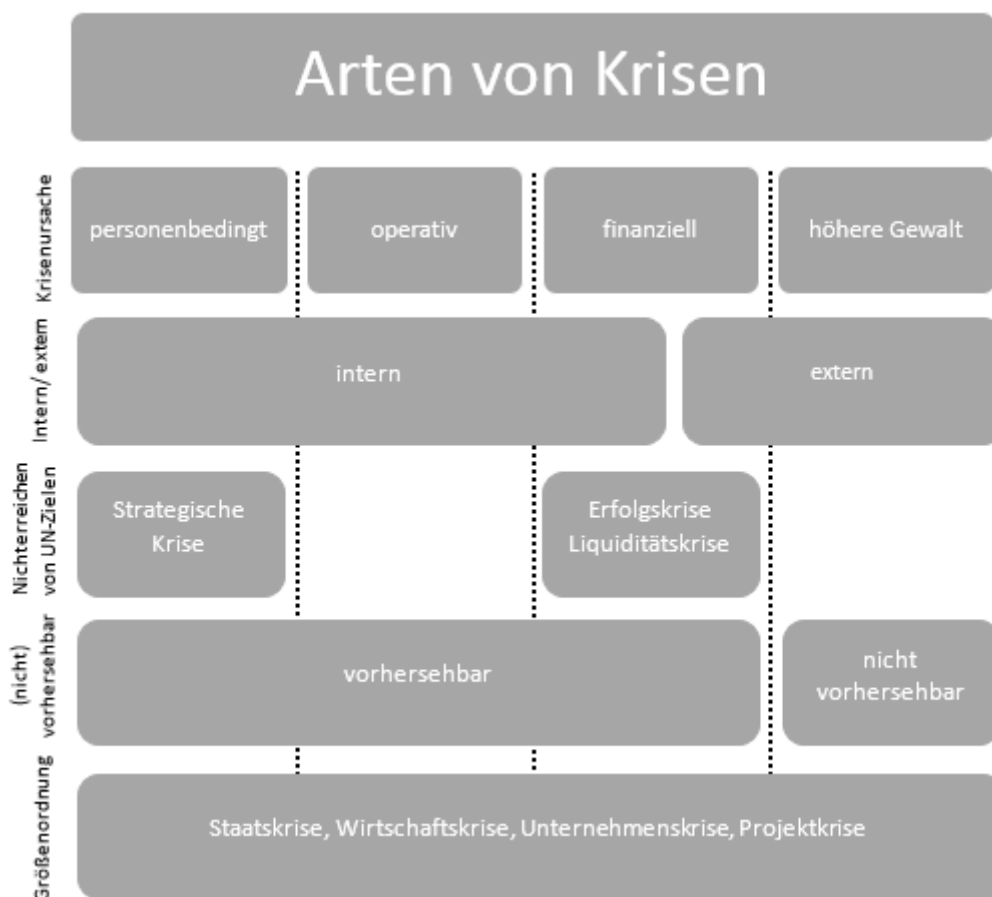 Arten von Krisen
Krisenursache
personenbedingt
operativ
finanziell
höhere Gewalt
Intern/ extern
intern
extern
Nichterreichen
von UN-Zielen
Strategische
Krise
Erfolgskrise
Liquiditätskrise
(nicht)
vorhersehbar
vorhersehbar
nicht
vorhersehbar
Größenordnung
Staatskrise, Wirtschaftskrise, Unternehmenskrise, Projektkrise